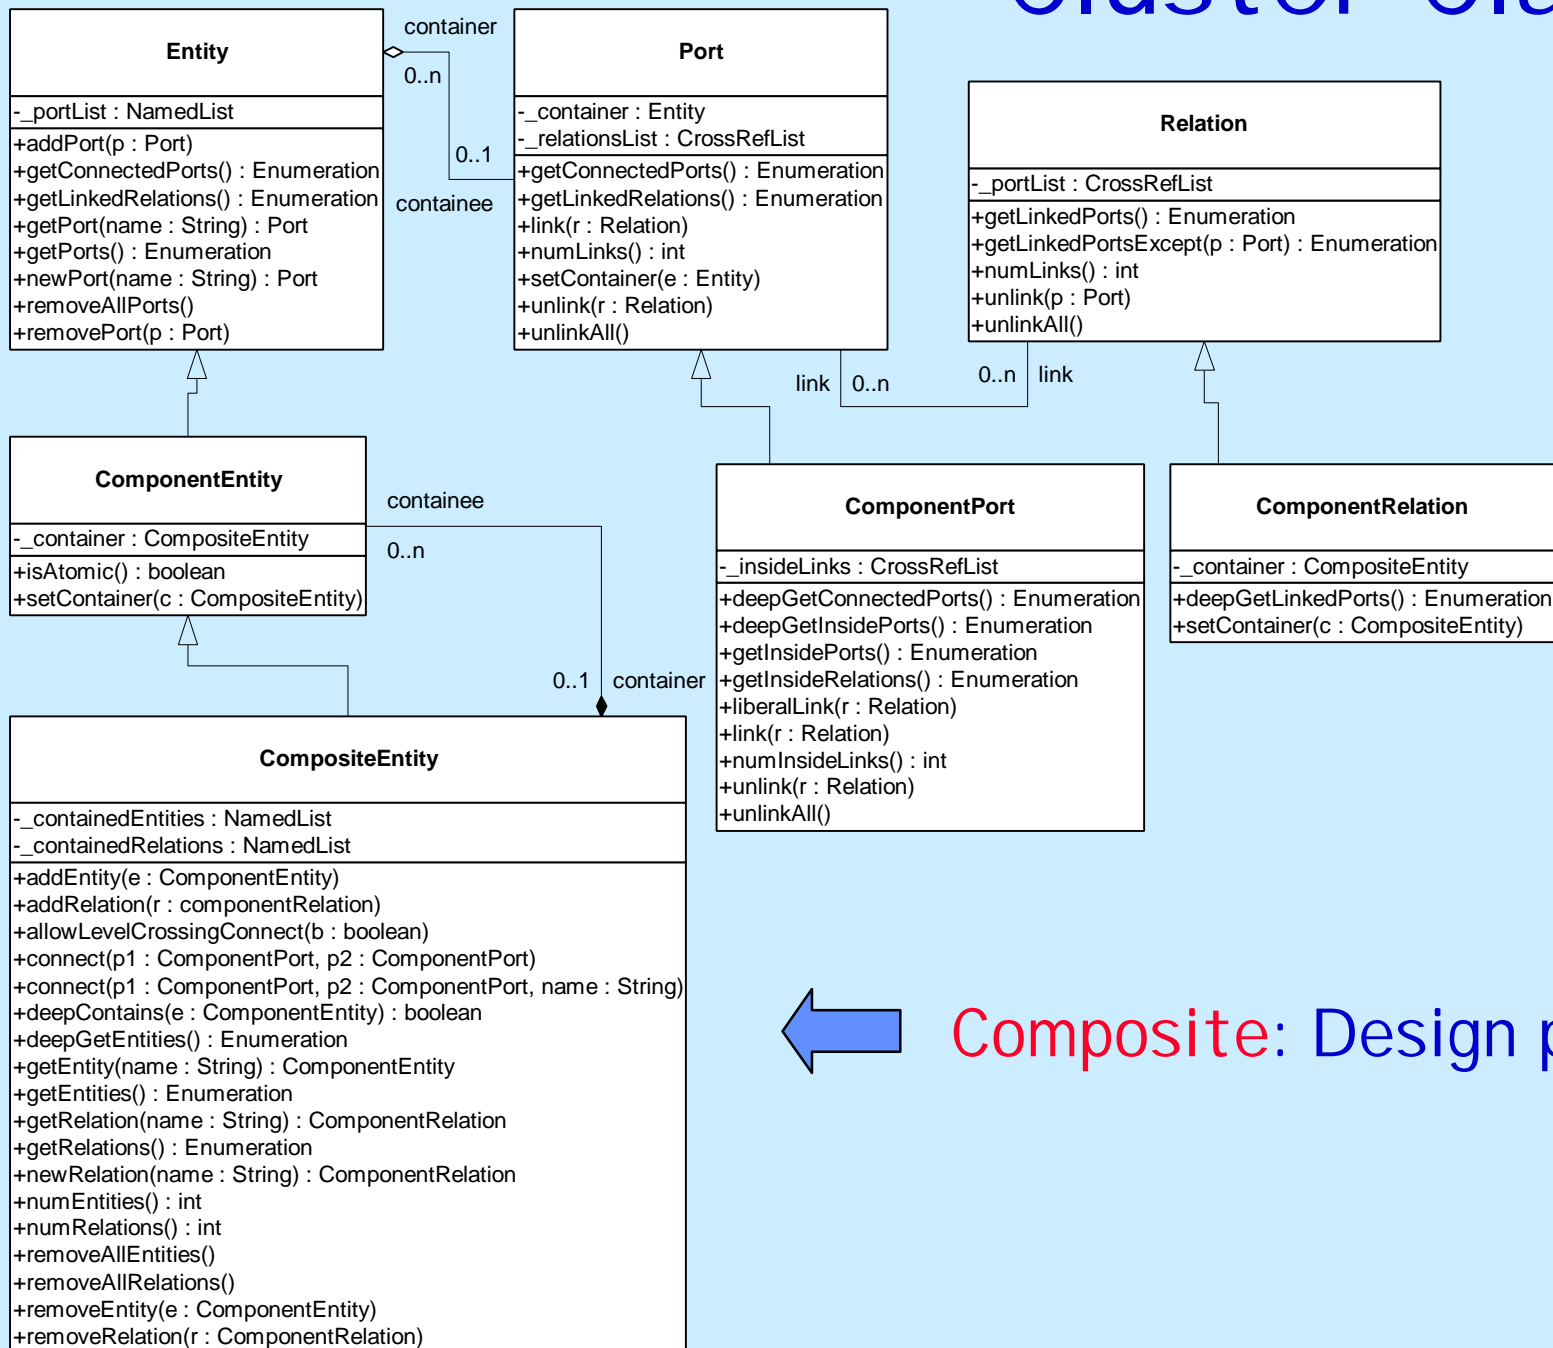 Entity
-_portList : NamedList
+addPort(p : Port)
+getConnectedPorts() : Enumeration
+getLinkedRelations() : Enumeration
+getPort(name : String) : Port
+getPorts() : Enumeration
+newPort(name : String) : Port
+removeAllPorts()
+removePort(p : Port)
container
0..n
0..1
containee
Port
-_container : Entity
-_relationsList : CrossRefList
+getConnectedPorts() : Enumeration
+getLinkedRelations() : Enumeration
+link(r : Relation)
+numLinks() : int
+setContainer(e : Entity)
+unlink(r : Relation)
+unlinkAll()
Relation
-_portList : CrossRefList
+getLinkedPorts() : Enumeration
+getLinkedPortsExcept(p : Port) : Enumeration
+numLinks() : int
+unlink(p : Port)
+unlinkAll()
link 0..n
0..n link
ComponentEntity
-_container : CompositeEntity
+isAtomic() : boolean
+setContainer(c : CompositeEntity)
containee
0..n
0..1 container
ComponentPort
-_insideLinks : CrossRefList
+deepGetConnectedPorts() : Enumeration
+deepGetInsidePorts() : Enumeration
+getInsidePorts() : Enumeration
+getInsideRelations() : Enumeration
+liberalLink(r : Relation)
+link(r : Relation)
+numInsideLinks() : int
+unlink(r : Relation)
+unlinkAll()
ComponentRelation
-_container : CompositeEntity
+deepGetLinkedPorts() : Enumeration
+setContainer(c : CompositeEntity)
CompositeEntity
-_containedEntities : NamedList
-_containedRelations : NamedList
+addEntity(e : ComponentEntity)
+addRelation(r : componentRelation)
+allowLevelCrossingConnect(b : boolean)
+connect(p1 : ComponentPort, p2 : ComponentPort)
+connect(p1 : ComponentPort, p2 : ComponentPort, name : String)
+deepContains(e : ComponentEntity) : boolean
+deepGetEntities() : Enumeration
+getEntity(name : String) : ComponentEntity
+getEntities() : Enumeration
+getRelation(name : String) : ComponentRelation
+getRelations() : Enumeration
+newRelation(name : String) : ComponentRelation
+numEntities() : int
+numRelations() : int
+removeAllEntities()
+removeAllRelations()
+removeEntity(e : ComponentEntity)
+removeRelation(r : ComponentRelation)
Composite: Design